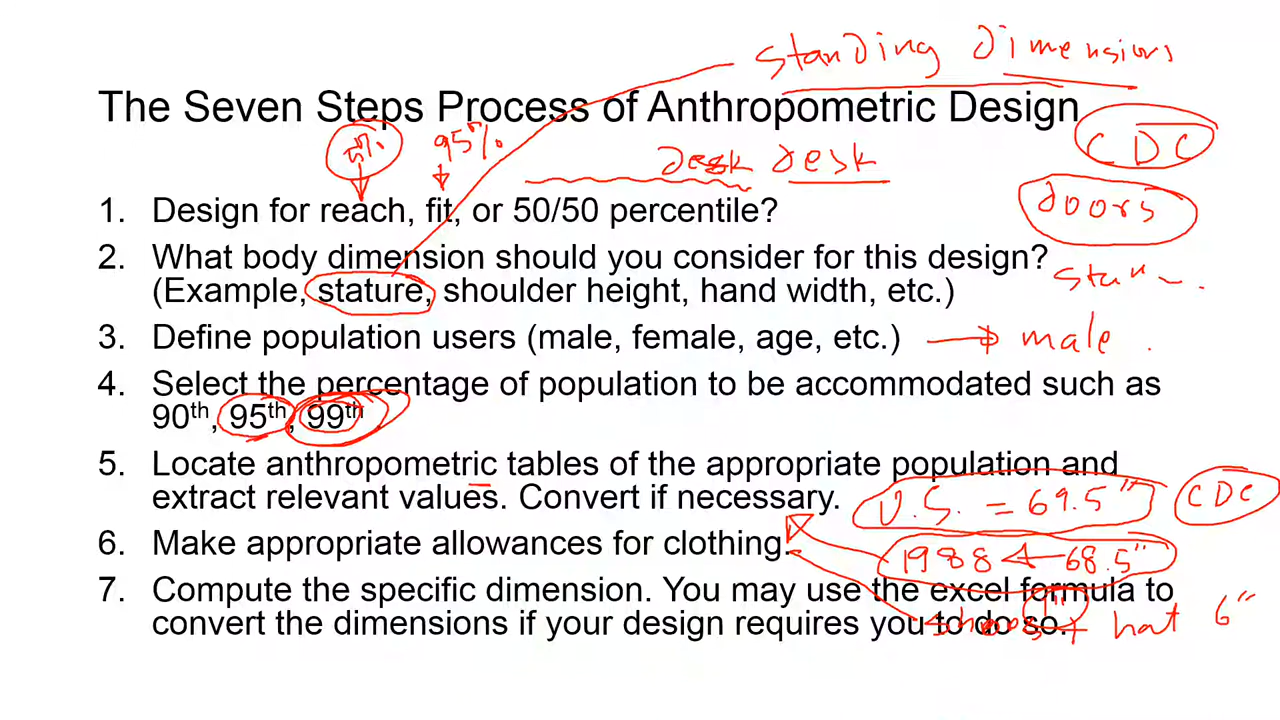 standing dimensions
The Seven Steps Process of Anthropometric Design
CDC
5% 95% desk desk
doors
1. Design for reach, fit, or 50/50 percentile?
2. What body dimension should you consider for this design?
(Example, stature, shoulder height, hand width, etc.)
3. Define population users (male, female, age, etc.) male
4. Select the percentage of population to be accommodated such as
90th, 95th, 99th
5. Locate anthropometric tables of the appropriate population and
extract relevant values. Convert if necessary.
U.S. = 69.5" CDC
6. Make appropriate allowances for clothing.
1988 68.5"
7. Compute the specific dimension. You may use the excel formula to
1"
convert the dimensions if your design requires you to do so.
shoes + hat 6"